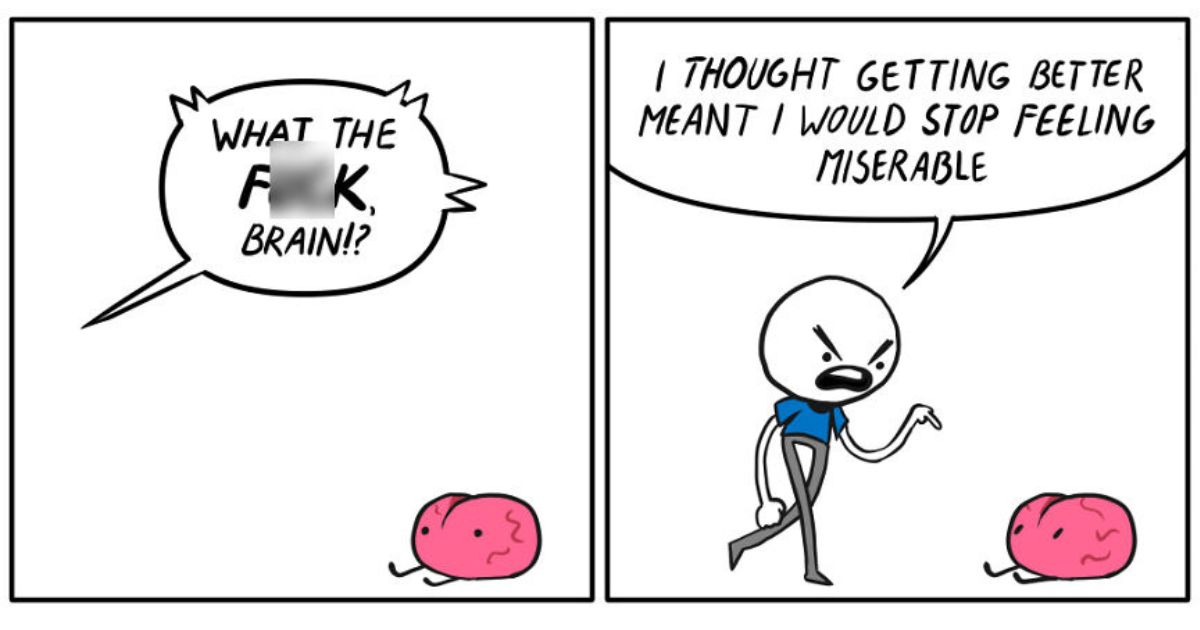 WHAT THE
F K,
BRAIN!?
I THOUGHT GETTING BETTER
MEANT I WOULD STOP FEELING
MISERABLE